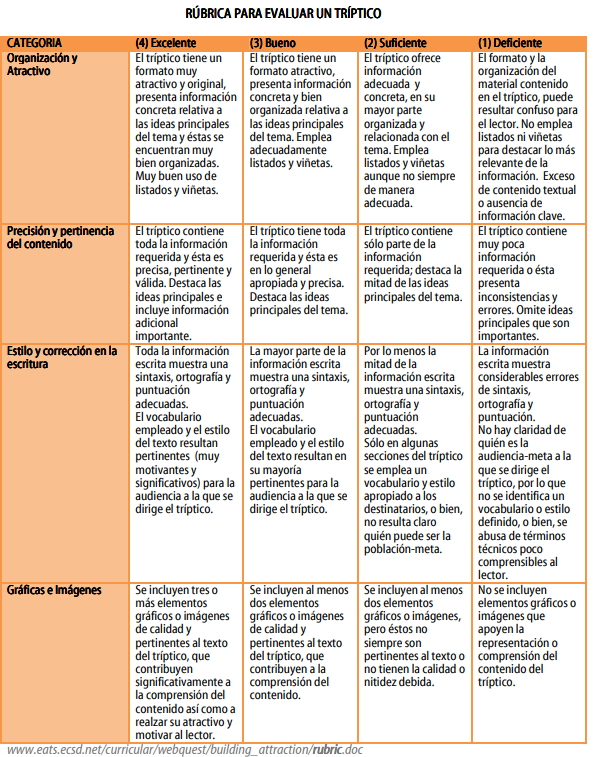 RÚBRICA PARA EVALUAR UN TRÍPTICO
CATEGORIA
(4) Excelente
(3) Bueno
(2) Suficiente
(1) Deficiente
Organización y
Atractivo
El tríptico tiene un
formato muy
atractivo y original,
presenta información
concreta relativa a
las ideas principales
del tema y éstas se
encuentran muy
bien organizadas.
Muy buen uso de
listados y viñetas.
El tríptico tiene un
formato atractivo,
presenta información
concreta y bien
organizada relativa a
las ideas principales
del tema. Emplea
adecuadamente
listados y viñetas.
El tríptico ofrece
información
adecuada y
concreta, en su
mayor parte
organizada y
relacionada con el
tema. Emplea
listados y viñetas
aunque no siempre
de manera
adecuada.
El formato y la
organización del
material contenido
en el tríptico, puede
resultar confuso para
el lector. No emplea
listados ni viñetas
para destacar lo más
relevante de la
información. Exceso
de contenido textual
o ausencia de
información clave.
Precisión y pertinencia
del contenido
El tríptico contiene
toda la información
requerida y ésta es
precisa, pertinente y
válida. Destaca las
ideas principales e
incluye información
adicional
importante.
El tríptico tiene toda
la información
requerida y ésta es
en lo general
apropiada y precisa.
Destaca las ideas
principales del tema.
El tríptico contiene
sólo parte de la
información
requerida; destaca la
mitad de las ideas
principales del tema.
El tríptico contiene
muy poca
información
requerida o ésta
presenta
inconsistencias y
errores. Omite ideas
principales que son
importantes.
Estilo y corrección en la
escritura
Toda la información
escrita muestra una
sintaxis, ortografía y
puntuación
adecuadas.
El vocabulario
empleado y el estilo
del texto resultan
pertinentes (muy
motivantes y
significativos) para la
audiencia a la que se
dirige el tríptico.
La mayor parte de la
información escrita
muestra una sintaxis,
ortografía y
puntuación
adecuadas.
El vocabulario
empleado y el estilo
del texto resultan en
su mayoría
pertinentes para la
audiencia a la que se
dirige el tríptico.
Por lo menos la
mitad de la
información escrita
muestra una sintaxis,
ortografía y
puntuación
adecuadas.
Sólo en algunas
secciones del tríptico
se emplea un
vocabulario y estilo
apropiado a los
destinatarios, o bien,
no resulta claro
quién puede ser la
población-meta.
La información
escrita muestra
considerables errores
de sintaxis,
ortografía y
puntuación.
No hay claridad de
quién es la
audiencia-meta a la
que se dirige el
tríptico, por lo que
no se identifica un
vocabulario o estilo
definido, o bien, se
abusa de términos
técnicos poco
comprensibles al
lector.
Gráficas e Imágenes
Se incluyen tres o
más elementos
gráficos o imágenes
de calidad y
pertinentes al texto
del tríptico, que
contribuyen
significativamente a
la comprensión del
contenido así como a
realzar su atractivo y
motivar al lector.
Se incluyen al menos
dos elementos
gráficos o imágenes
de calidad y
pertinentes al texto
del tríptico, que
contribuyen a la
comprensión del
contenido.
Se incluyen al menos
dos elementos
gráficos o imágenes,
pero éstos no
siempre son
pertinentes al texto o
no tienen la calidad o
nitidez debida.
No se incluyen
elementos gráficos o
imágenes que
apoyen la
representación o
comprensión del
contenido del
tríptico.
www.eats.ecsd.net/curricular/webquest/building_attraction/rubric.doc